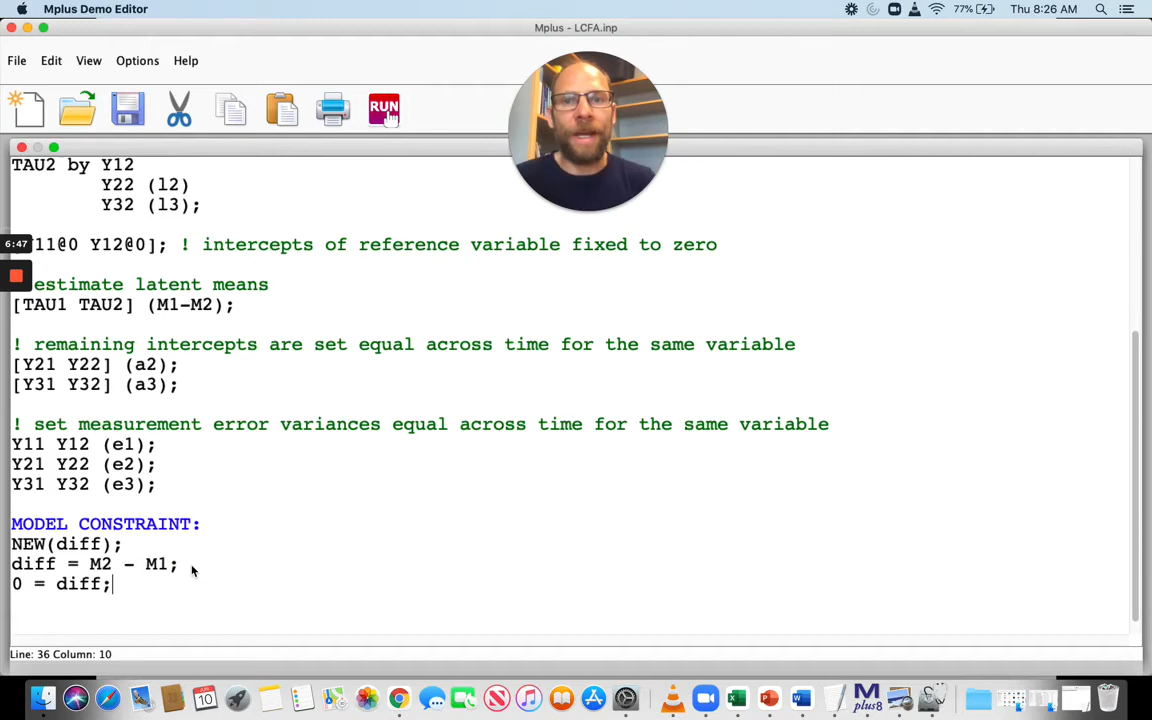 Mplus Demo Editor
77%
Thu 8:26 AM
Mplus - LCFA.inp
File Edit View Options Help
RUN
TAU2 by Y12
Y22 (l2)
Y32 (l3);
6:47
11@0 Y12@0]; ! intercepts of reference variable fixed to zero
estimate latent means
[TAU1 TAU2] (M1-M2);
! remaining intercepts are set equal across time for the same variable
[Y21 Y22] (a2);
[Y31 Y32] (a3);
! set measurement error variances equal across time for the same variable
Y11 Y12 (e1);
Y21 Y22 (e2);
Y31 Y32 (e3);
MODEL CONSTRAINT:
NEW(diff);
diff = M2 - M1;
0 = diff;
Line: 36 Column: 10
10
M
plus8